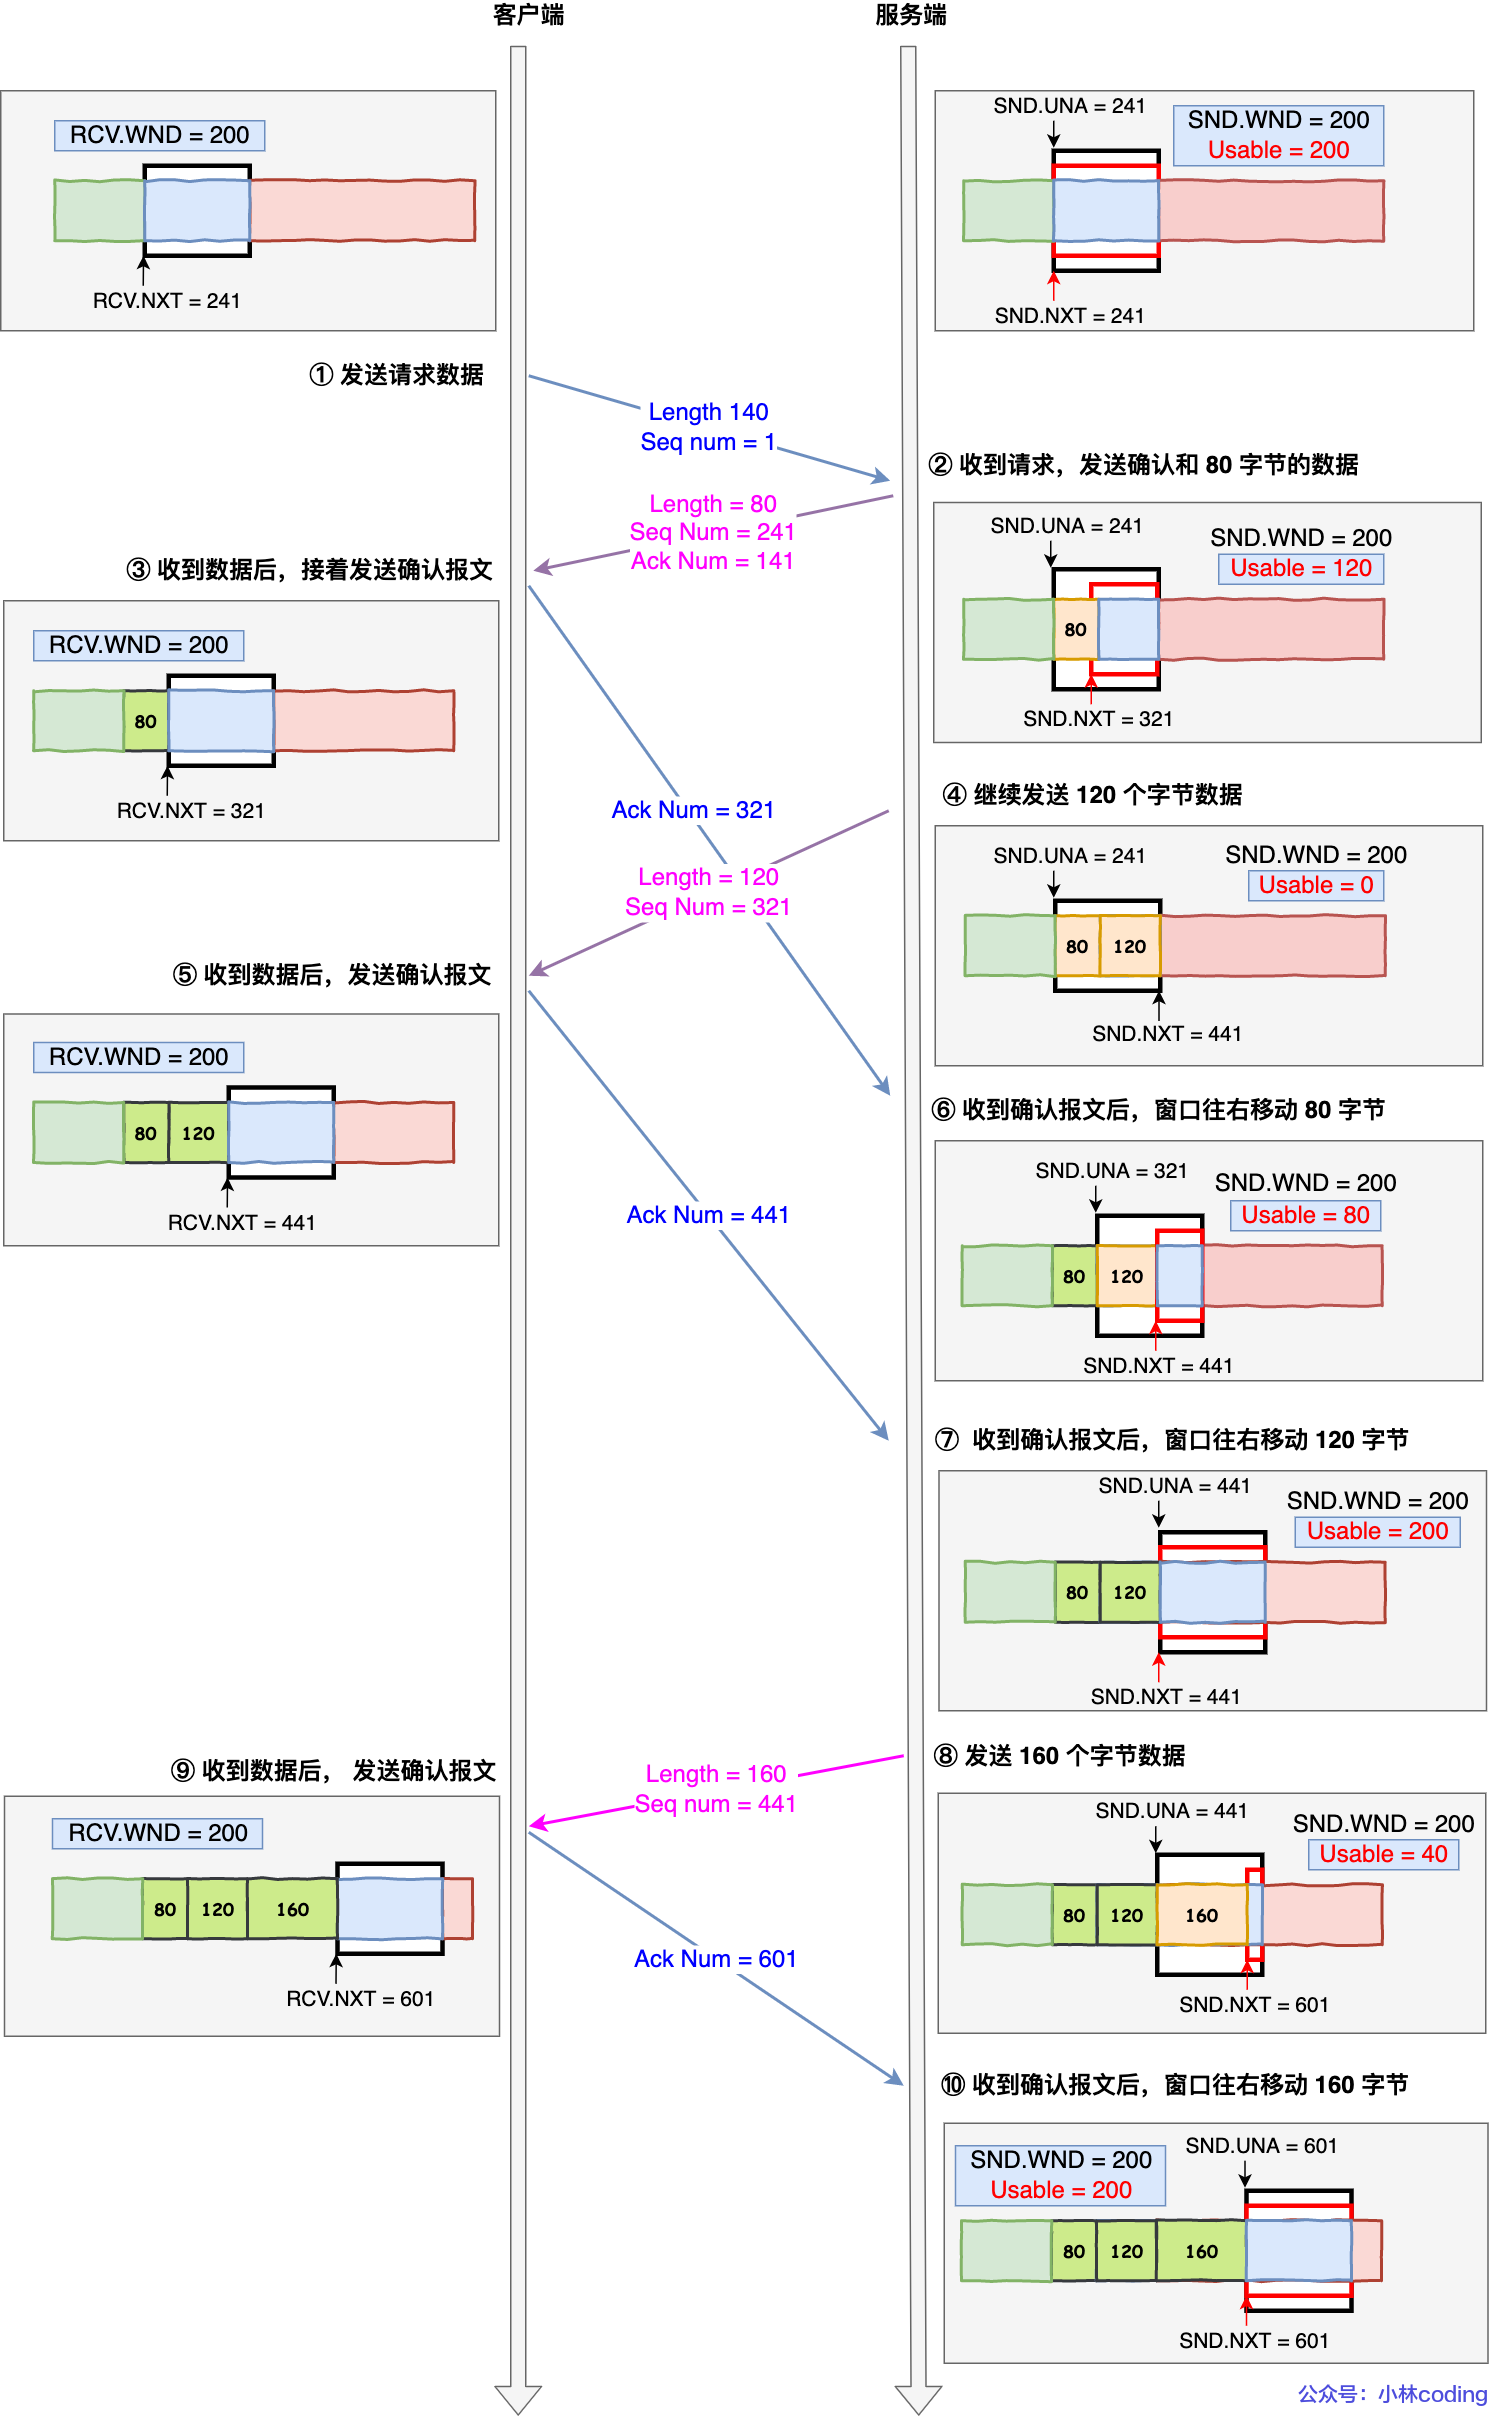 客户端
服务端
RCV.WND = 200
RCV.NXT = 241
SND.UNA = 241
SND.WND = 200
Usable = 200
SND.NXT = 241
① 发送请求数据
Length 140
Seq num = 1
② 收到请求，发送确认和 80 字节的数据
Length = 80
Seq Num = 241
Ack Num = 141
SND.UNA = 241
SND.WND = 200
Usable = 120
80
SND.NXT = 321
③ 收到数据后，接着发送确认报文
RCV.WND = 200
80
RCV.NXT = 321
Ack Num = 321
④ 继续发送 120 个字节数据
SND.UNA = 241
SND.WND = 200
Usable = 0
80 120
SND.NXT = 441
Length = 120
Seq Num = 321
⑤ 收到数据后，发送确认报文
RCV.WND = 200
80 120
RCV.NXT = 441
Ack Num = 441
⑥ 收到确认报文后，窗口往右移动 80 字节
SND.UNA = 321
SND.WND = 200
Usable = 80
80 120
SND.NXT = 441
⑦ 收到确认报文后，窗口往右移动 120 字节
SND.UNA = 441
SND.WND = 200
Usable = 200
80 120
SND.NXT = 441
⑧ 发送 160 个字节数据
Length = 160
Seq num = 441
SND.UNA = 441
SND.WND = 200
Usable = 40
80 120 160
SND.NXT = 601
⑨ 收到数据后， 发送确认报文
RCV.WND = 200
80 120 160
RCV.NXT = 601
Ack Num = 601
⑩ 收到确认报文后，窗口往右移动 160 字节
SND.WND = 200
Usable = 200
SND.UNA = 601
80 120 160
SND.NXT = 601
公众号：小林coding